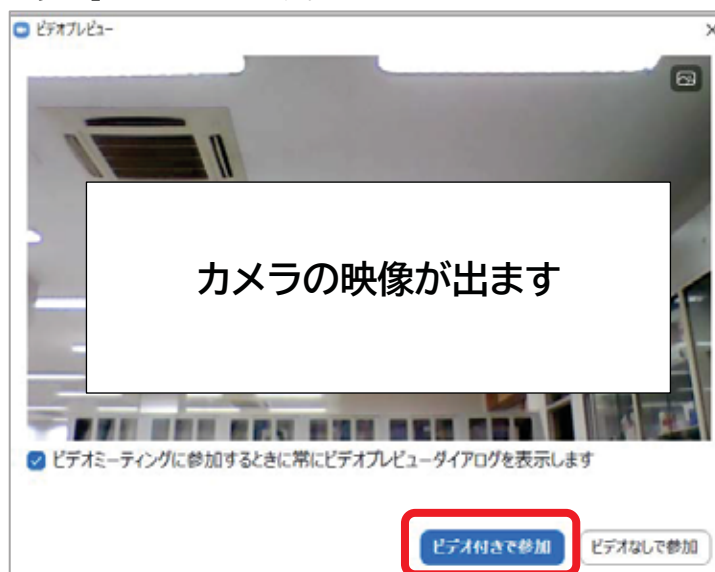 ビデオプレビュー
カメラの映像が出ます
ビデオミーティングに参加するときに常にビデオプレビューダイアログを表示します
ビデオ付きで参加 ビデオなしで参加